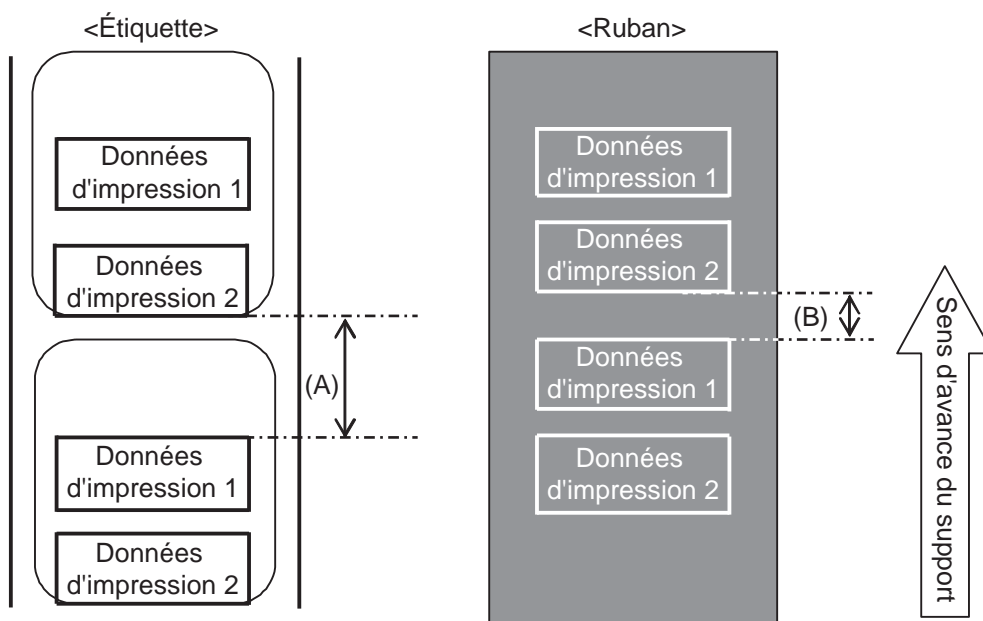 <Étiquette>
Données
d'impression 1
Données
d'impression 2
(A)
Données
d'impression 1
Données
d'impression 2
<Ruban>
Données
d'impression 1
Données
d'impression 2
(B)
Données
d'impression 1
Données
d'impression 2
Sens d'avance du support